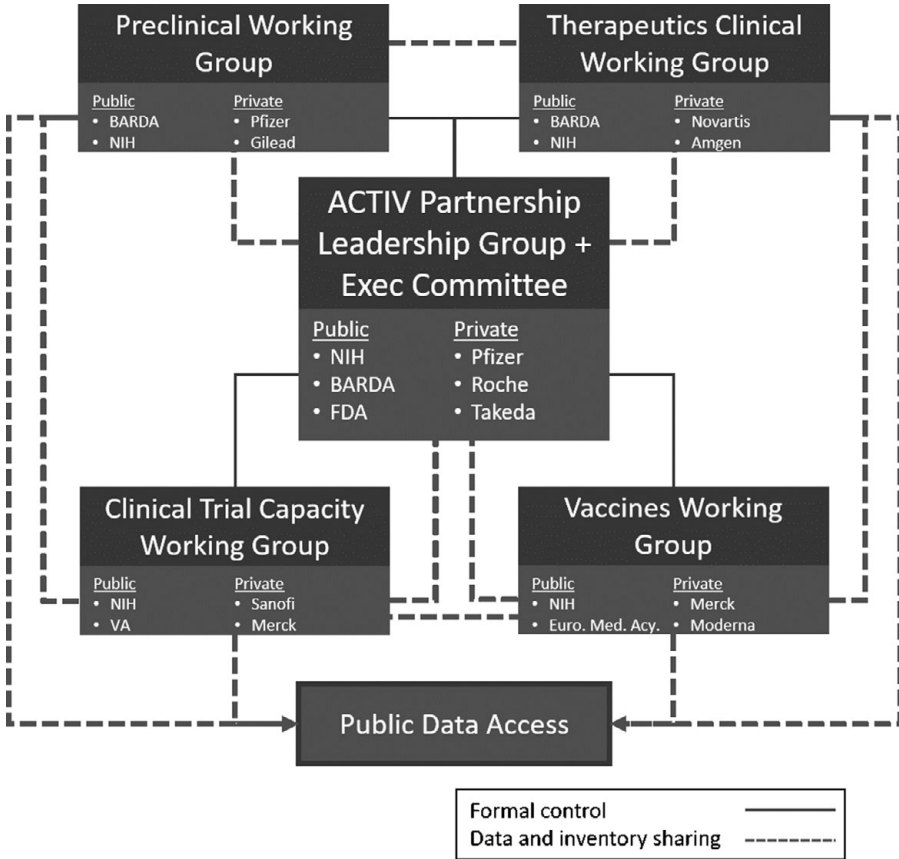 Preclinical Working
Group
Public
• BARDA
• NIH
Private
• Pfizer
• Gilead
Therapeutics Clinical
Working Group
Public
• BARDA
• NIH
Private
• Novartis
• Amgen
ACTIV Partnership
Leadership Group +
Exec Committee
Public
• NIH
• BARDA
• FDA
Private
• Pfizer
• Roche
• Takeda
Clinical Trial Capacity
Working Group
Public
• NIH
• VA
Private
• Sanofi
• Merck
Vaccines Working
Group
Public
• NIH
• Euro. Med. Acy.
Private
• Merck
• Moderna
Public Data Access
Formal control
Data and inventory sharing